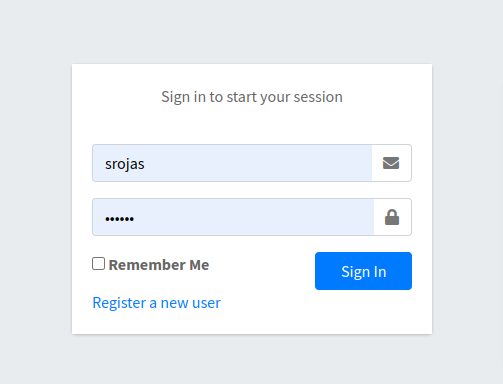 Sign in to start your session
srojas
••••••
Remember Me
Sign In
Register a new user